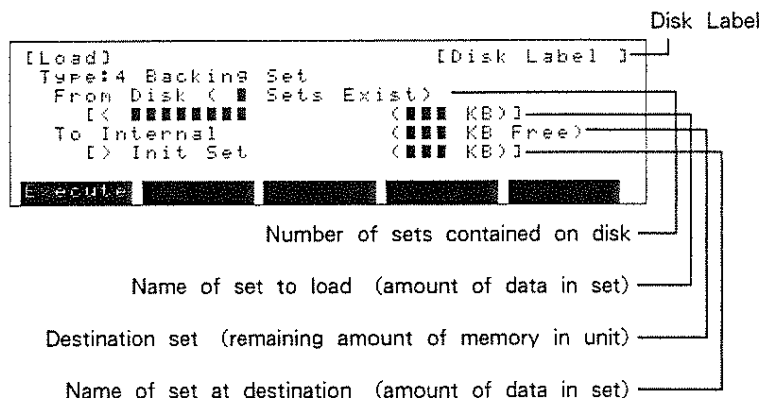 Disk Label
[Load] [Disk Label ]
Type:4 Backing Set
From Disk ( █ Sets Exist)
[< ████████ (███ KB)]
To Internal (███ KB Free)
[> Init Set (███ KB)]
Execute
Number of sets contained on disk
Name of set to load (amount of data in set)
Destination set (remaining amount of memory in unit)
Name of set at destination (amount of data in set)